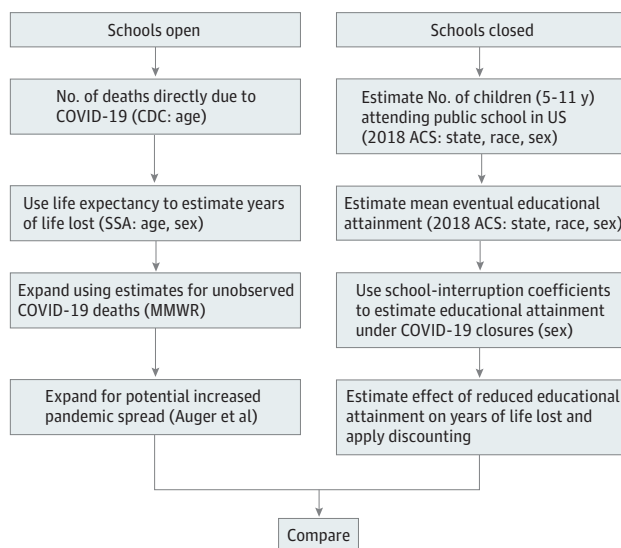 Schools open
No. of deaths directly due to
COVID-19 (CDC: age)
Use life expectancy to estimate years
of life lost (SSA: age, sex)
Expand using estimates for unobserved
COVID-19 deaths (MMWR)
Expand for potential increased
pandemic spread (Auger et al)
Schools closed
Estimate No. of children (5-11 y)
attending public school in US
(2018 ACS: state, race, sex)
Estimate mean eventual educational
attainment (2018 ACS: state, race, sex)
Use school-interruption coefficients
to estimate educational attainment
under COVID-19 closures (sex)
Estimate effect of reduced educational
attainment on years of life lost and
apply discounting
Compare